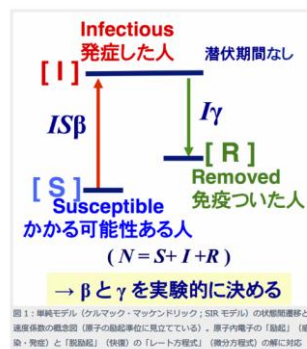 Infectious
発症した人
[ I ]
潜伏期間なし
ISβ
Iγ
[ R ]
[ S ]
Removed
免疫ついた人
Susceptible
かかる可能性ある人
( N = S+ I+R )
→ βとγを実験的に決める
図1:単純モデル(ケルマック・マッケンドリック;SIRモデル)の状態間遷移と
速度係数の概念図(原子の励起準位に見立てている)。原子内電子の「励起」(感
染・発症)と「脱励起」(快復)の「レート方程式」(微分方程式)の解に対応